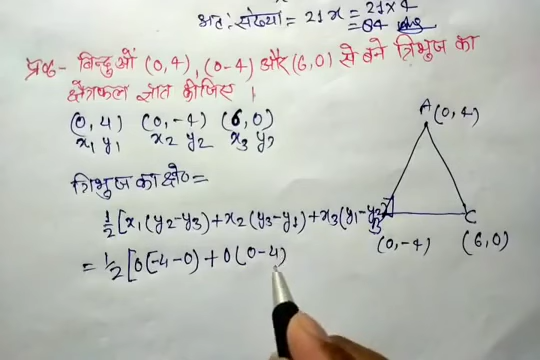 अतः संख्या = 21x = 21×4
= 84 Ans
प्रश्न- बिन्दुओं (0,4), (0-4) और (6,0) से बने त्रिभुज का
क्षेत्रफल ज्ञात कीजिए।
(0,4) (0,-4) (6,0)
x₁ y₁ x₂ y₂ x₃ y₃
A (0,4)
त्रिभुज का क्षे० =
½[x₁(y₂-y₃)+x₂(y₃-y₁)+x₃(y₁-y₂
C
(0,-4) (6,0)
= ½[0(-4-0)+0(0-4)